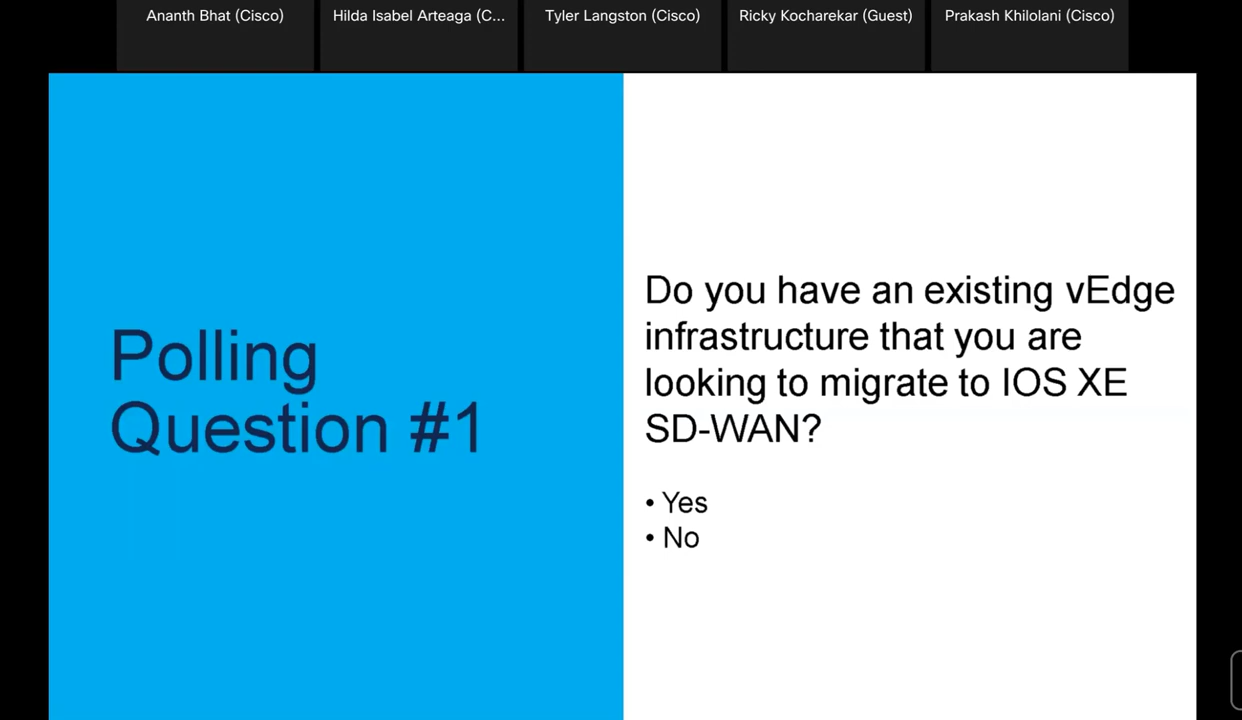 Ananth Bhat (Cisco)
Hilda Isabel Arteaga (C...
Tyler Langston (Cisco)
Ricky Kocharekar (Guest)
Prakash Khilolani (Cisco)
Polling
Question #1
Do you have an existing vEdge
infrastructure that you are
looking to migrate to IOS XE
SD-WAN?
• Yes
• No